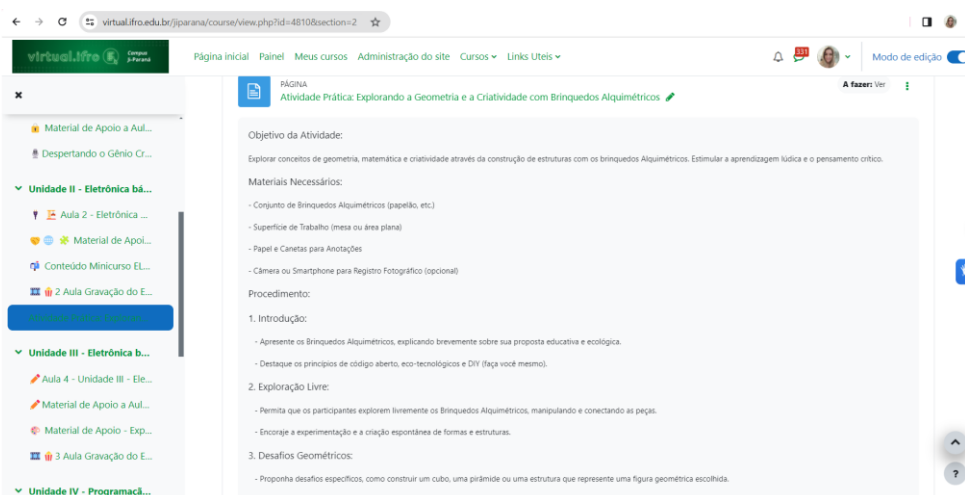 virtual.ifro.edu.br/jiparana/course/view.php?id=4810&section=2
virtual.ifro Campus Ji-Paraná
Página inicial Painel Meus cursos Administração do site Cursos Links Uteis 331 Modo de edição
Material de Apoio a Aul...
Despertando o Gênio Cr...
Unidade II - Eletrônica bá...
Aula 2 - Eletrônica ...
Material de Apoi...
Conteúdo Minicurso EL...
2 Aula Gravação do E...
Unidade III - Eletrônica b...
Aula 4 - Unidade III - Ele...
Material de Apoio a Aul...
Material de Apoio - Exp...
3 Aula Gravação do E...
Unidade IV - Programaçã...
PÁGINA
Atividade Prática: Explorando a Geometria e a Criatividade com Brinquedos Alquimétricos
A fazer: Ver
Objetivo da Atividade:
Explorar conceitos de geometria, matemática e criatividade através da construção de estruturas com os brinquedos Alquimétricos. Estimular a aprendizagem lúdica e o pensamento crítico.
Materiais Necessários:
- Conjunto de Brinquedos Alquimétricos (papelão, etc.)
- Superfície de Trabalho (mesa ou área plana)
- Papel e Canetas para Anotações
- Câmera ou Smartphone para Registro Fotográfico (opcional)
Procedimento:
1. Introdução:
- Apresente os Brinquedos Alquimétricos, explicando brevemente sobre sua proposta educativa e ecológica.
- Destaque os princípios de código aberto, eco-tecnológicos e DIY (faça você mesmo).
2. Exploração Livre:
- Permita que os participantes explorem livremente os Brinquedos Alquimétricos, manipulando e conectando as peças.
- Encoraje a experimentação e a criação espontânea de formas e estruturas.
3. Desafios Geométricos:
- Proponha desafios específicos, como construir um cubo, uma pirâmide ou uma estrutura que represente uma figura geométrica escolhida.
?